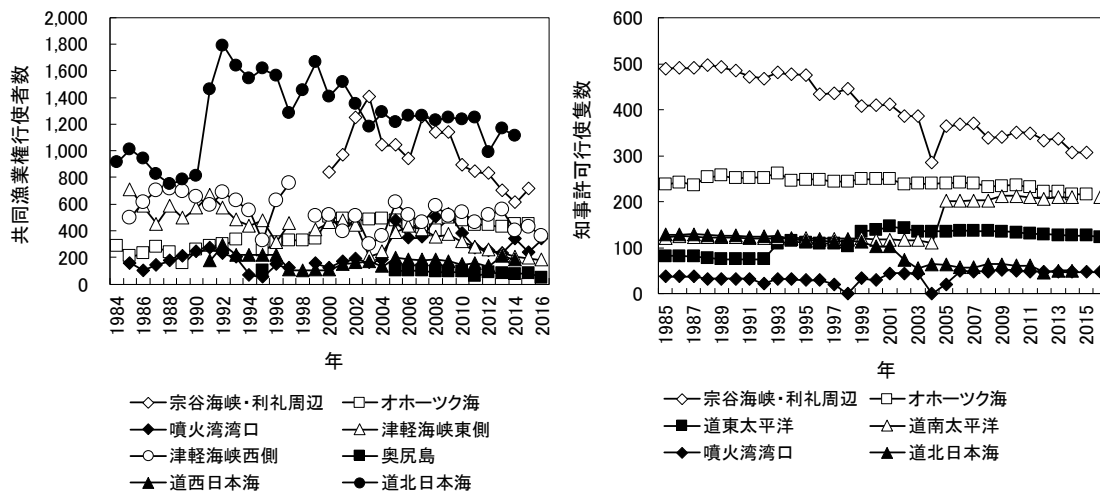 共同漁業権行使者数
2,000
1,800
1,600
1,400
1,200
1,000
800
600
400
200
0
1984
1986
1988
1990
1992
1994
1996
1998
2000
2002
2004
2006
2008
2010
2012
2014
2016
年
宗谷海峡・利礼周辺
オホーツク海
噴火湾湾口
津軽海峡東側
津軽海峡西側
奥尻島
道西日本海
道北日本海
知事許可行使隻数
600
500
400
300
200
100
0
1985
1987
1989
1991
1993
1995
1997
1999
2001
2003
2005
2007
2009
2011
2013
2015
年
宗谷海峡・利礼周辺
オホーツク海
道東太平洋
道南太平洋
噴火湾湾口
道北日本海